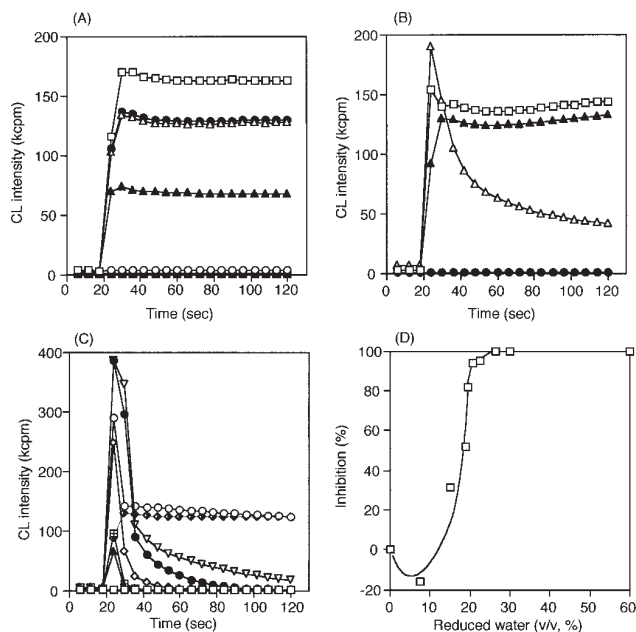 (A)
CL intensity (kcpm)
200
150
100
50
0
0 20 40 60 80 100 120
Time (sec)
(B)
CL intensity (kcpm)
200
150
100
50
0
0 20 40 60 80 100 120
Time (sec)
(C)
CL intensity (kcpm)
400
300
200
100
0
0 20 40 60 80 100 120
Time (sec)
(D)
Inhibition (%)
100
80
60
40
20
0
-20
0 10 20 30 40 50 60
Reduced water (v/v, %)